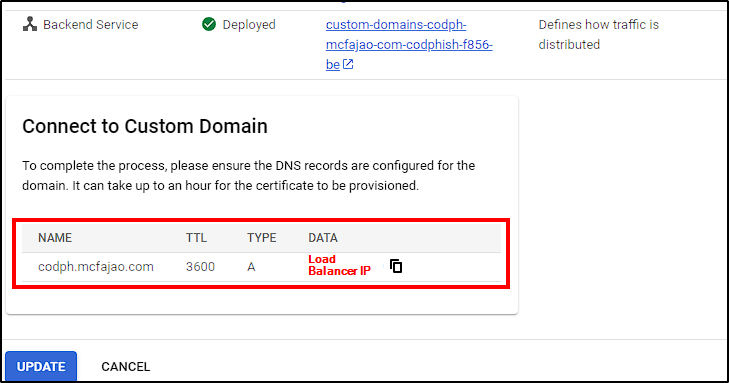 Backend Service
Deployed
custom-domains-codph-
mcfajao-com-codphish-f856-
be
Defines how traffic is
distributed
Connect to Custom Domain
To complete the process, please ensure the DNS records are configured for the
domain. It can take up to an hour for the certificate to be provisioned.
NAME TTL TYPE DATA
codph.mcfajao.com 3600 A Load
Balancer IP
UPDATE CANCEL